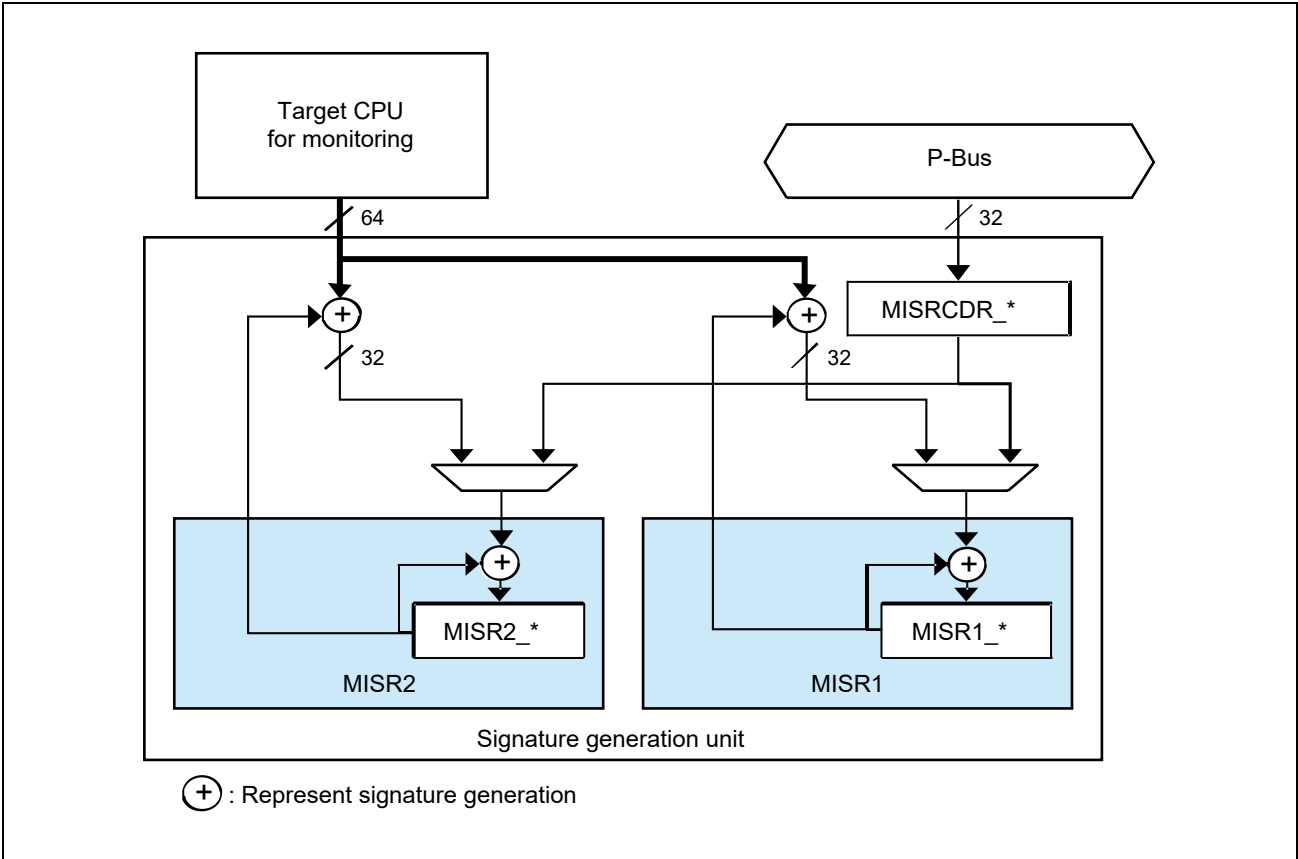 Target CPU
for monitoring
P-Bus
64
32
+
+
MISRCDR_*
32
32
+
+
MISR2_*
MISR1_*
MISR2
MISR1
Signature generation unit
+ : Represent signature generation